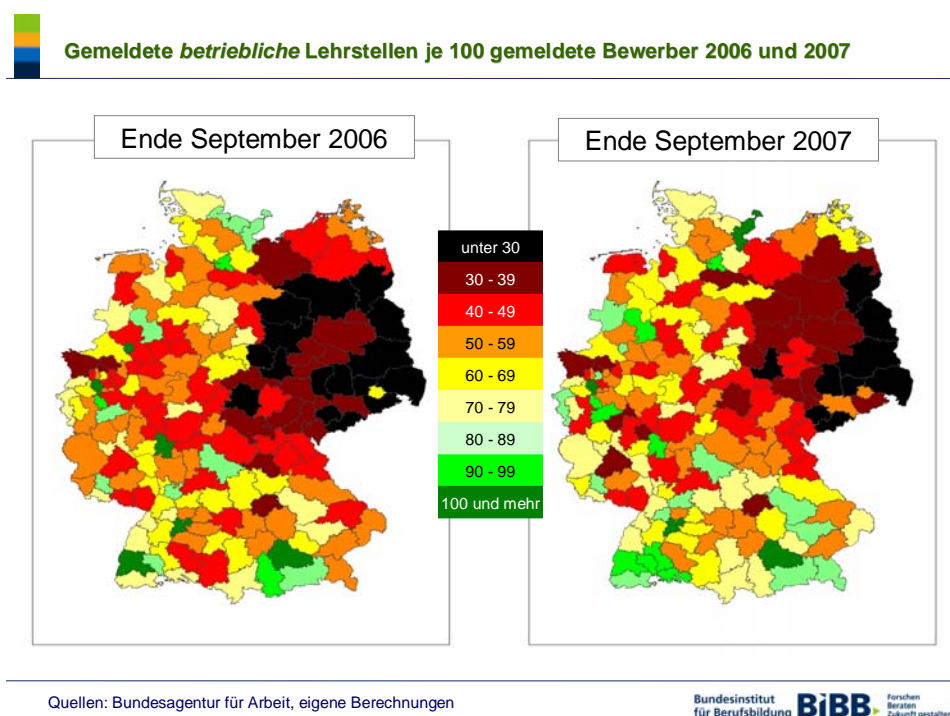 Gemeldete betriebliche Lehrstellen je 100 gemeldete Bewerber 2006 und 2007
Ende September 2006
Ende September 2007
unter 30
30 - 39
40 - 49
50 - 59
60 - 69
70 - 79
80 - 89
90 - 99
100 und mehr
Quellen: Bundesagentur für Arbeit, eigene Berechnungen
Bundesinstitut
für Berufsbildung
BiBB
Forschen
Beraten
Zukunft gestalten